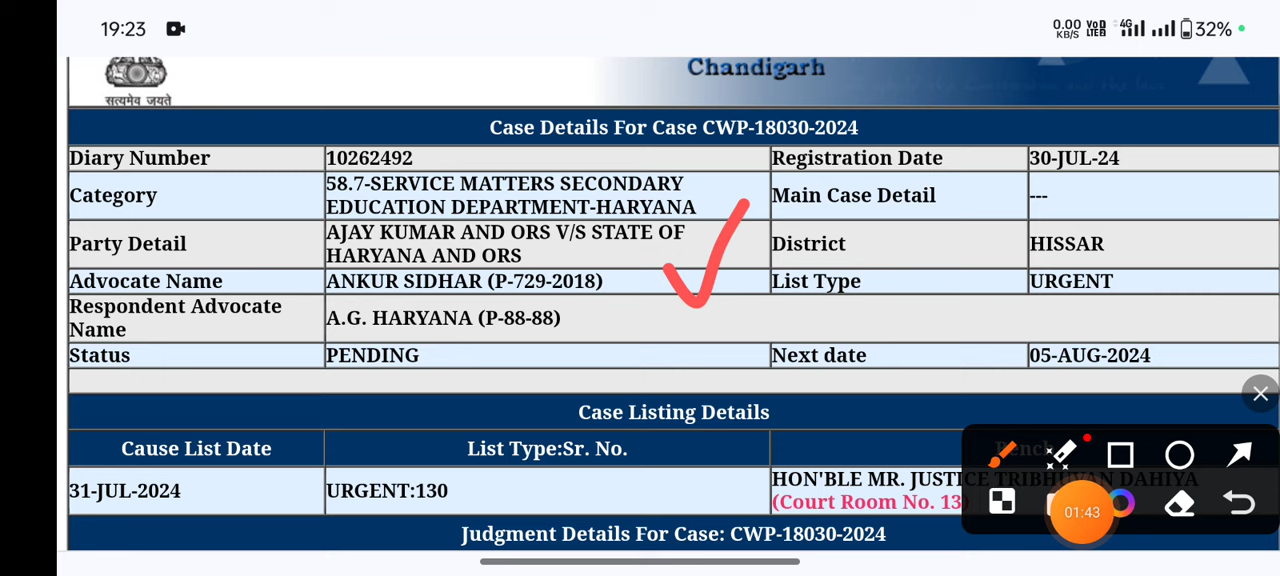 19:23 0.00 KB/S VoD LTE2 4G 32%
सत्यमेव जयते
Chandigarh
Case Details For Case CWP-18030-2024
Diary Number 10262492 Registration Date 30-JUL-24
Category 58.7-SERVICE MATTERS SECONDARY EDUCATION DEPARTMENT-HARYANA Main Case Detail ---
Party Detail AJAY KUMAR AND ORS V/S STATE OF HARYANA AND ORS District HISSAR
Advocate Name ANKUR SIDHAR (P-729-2018) List Type URGENT
Respondent Advocate Name A.G. HARYANA (P-88-88)
Status PENDING Next date 05-AUG-2024
Case Listing Details
Cause List Date List Type:Sr. No. Bench
31-JUL-2024 URGENT:130 HON'BLE MR. JUSTICE TRIBHUVAN DAHIYA
(Court Room No. 13)
01:43
Judgment Details For Case: CWP-18030-2024